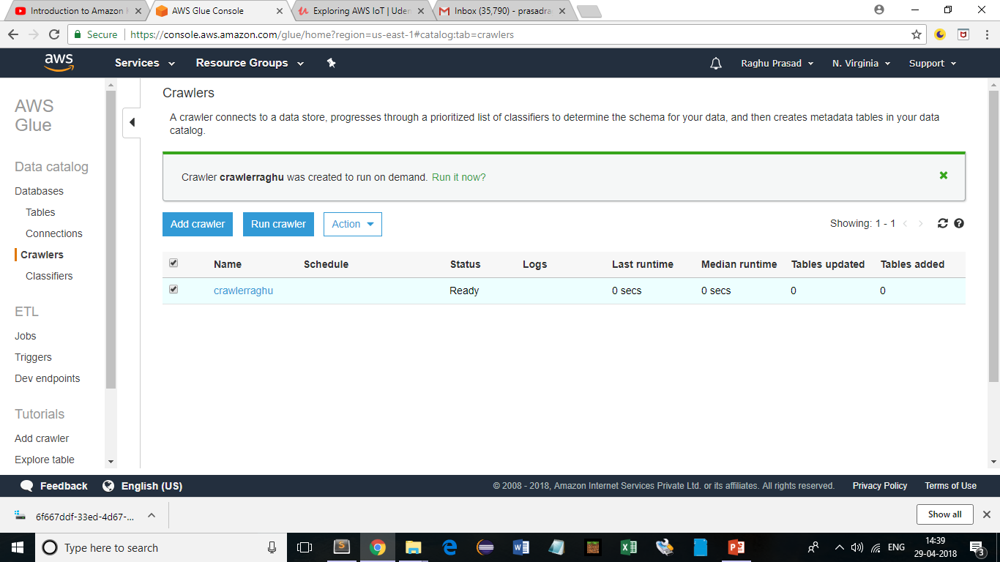 Introduction to Amazon
AWS Glue Console
Exploring AWS IoT | Uder
Inbox (35,790) - prasadra
Secure
https://console.aws.amazon.com/glue/home?region=us-east-1#catalog:tab=crawlers
aws
Services
Resource Groups
Raghu Prasad
N. Virginia
Support
AWS
Glue
Data catalog
Databases
Tables
Connections
Crawlers
Classifiers
ETL
Jobs
Triggers
Dev endpoints
Tutorials
Add crawler
Explore table
Crawlers
A crawler connects to a data store, progresses through a prioritized list of classifiers to determine the schema for your data, and then creates metadata tables in your data
catalog.
Crawler crawlerraghu was created to run on demand. Run it now?
Add crawler
Run crawler
Action
Showing: 1 - 1
Name Schedule Status Logs Last runtime Median runtime Tables updated Tables added
crawlerraghu Ready 0 secs 0 secs 0 0
Feedback
English (US)
© 2008 - 2018, Amazon Internet Services Private Ltd. or its affiliates. All rights reserved.
Privacy Policy
Terms of Use
6f667ddf-33ed-4d67-...
Show all
Type here to search
ENG
14:39
29-04-2018
3